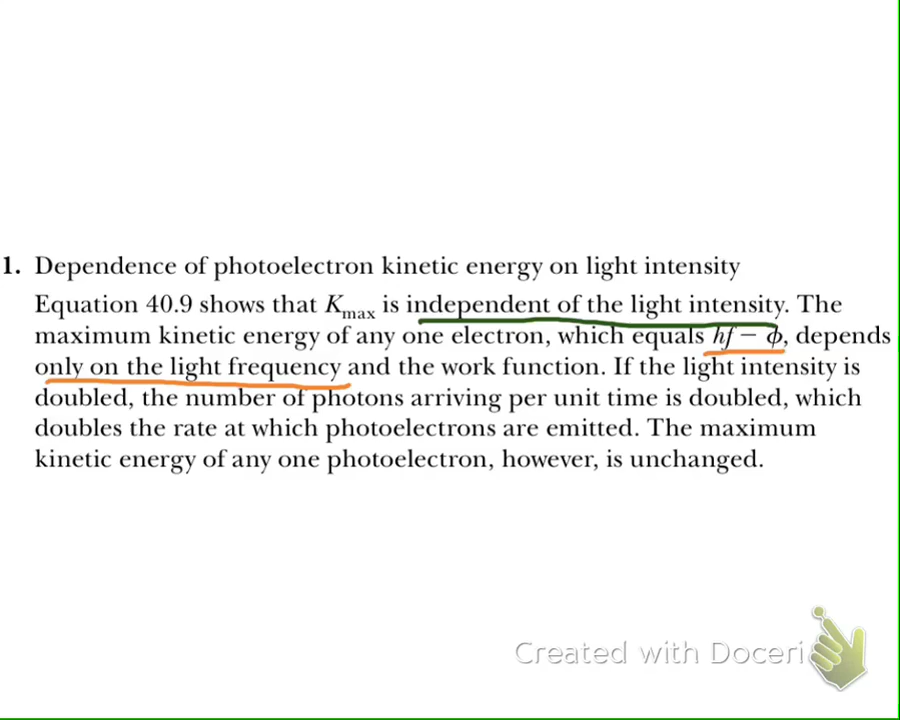 1. Dependence of photoelectron kinetic energy on light intensity
Equation 40.9 shows that Kmax is independent of the light intensity. The
maximum kinetic energy of any one electron, which equals hf − ϕ, depends
only on the light frequency and the work function. If the light intensity is
doubled, the number of photons arriving per unit time is doubled, which
doubles the rate at which photoelectrons are emitted. The maximum
kinetic energy of any one photoelectron, however, is unchanged.
Created with Doceri